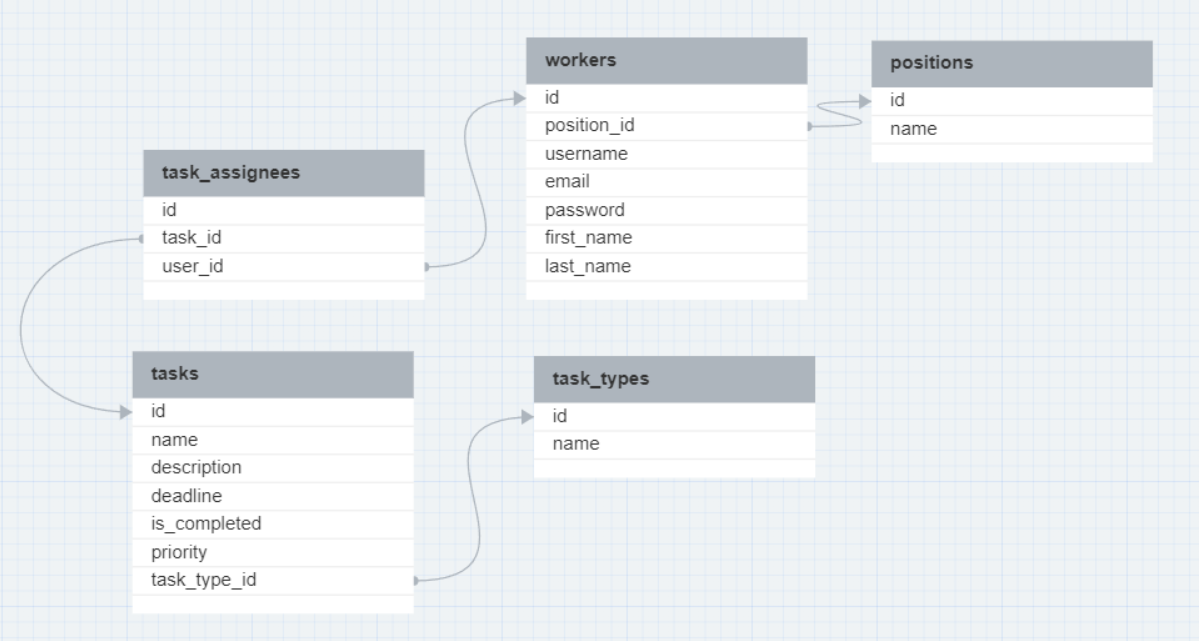 workers
id
position_id
username
email
password
first_name
last_name
positions
id
name
task_assignees
id
task_id
user_id
tasks
id
name
description
deadline
is_completed
priority
task_type_id
task_types
id
name